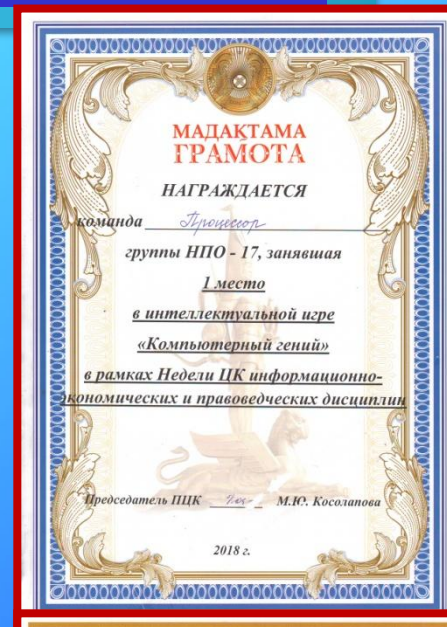 МАДАҚТАМА
ГРАМОТА
НАГРАЖДАЕТСЯ
команда Процессор
группы НПО - 17, занявшая
1 место
в интеллектуальной игре
«Компьютерный гений»
в рамках Недели ЦК информационно-
экономических и правоведческих дисциплин
Председатель ПЦК М.Ю. Косолапова
2018 г.